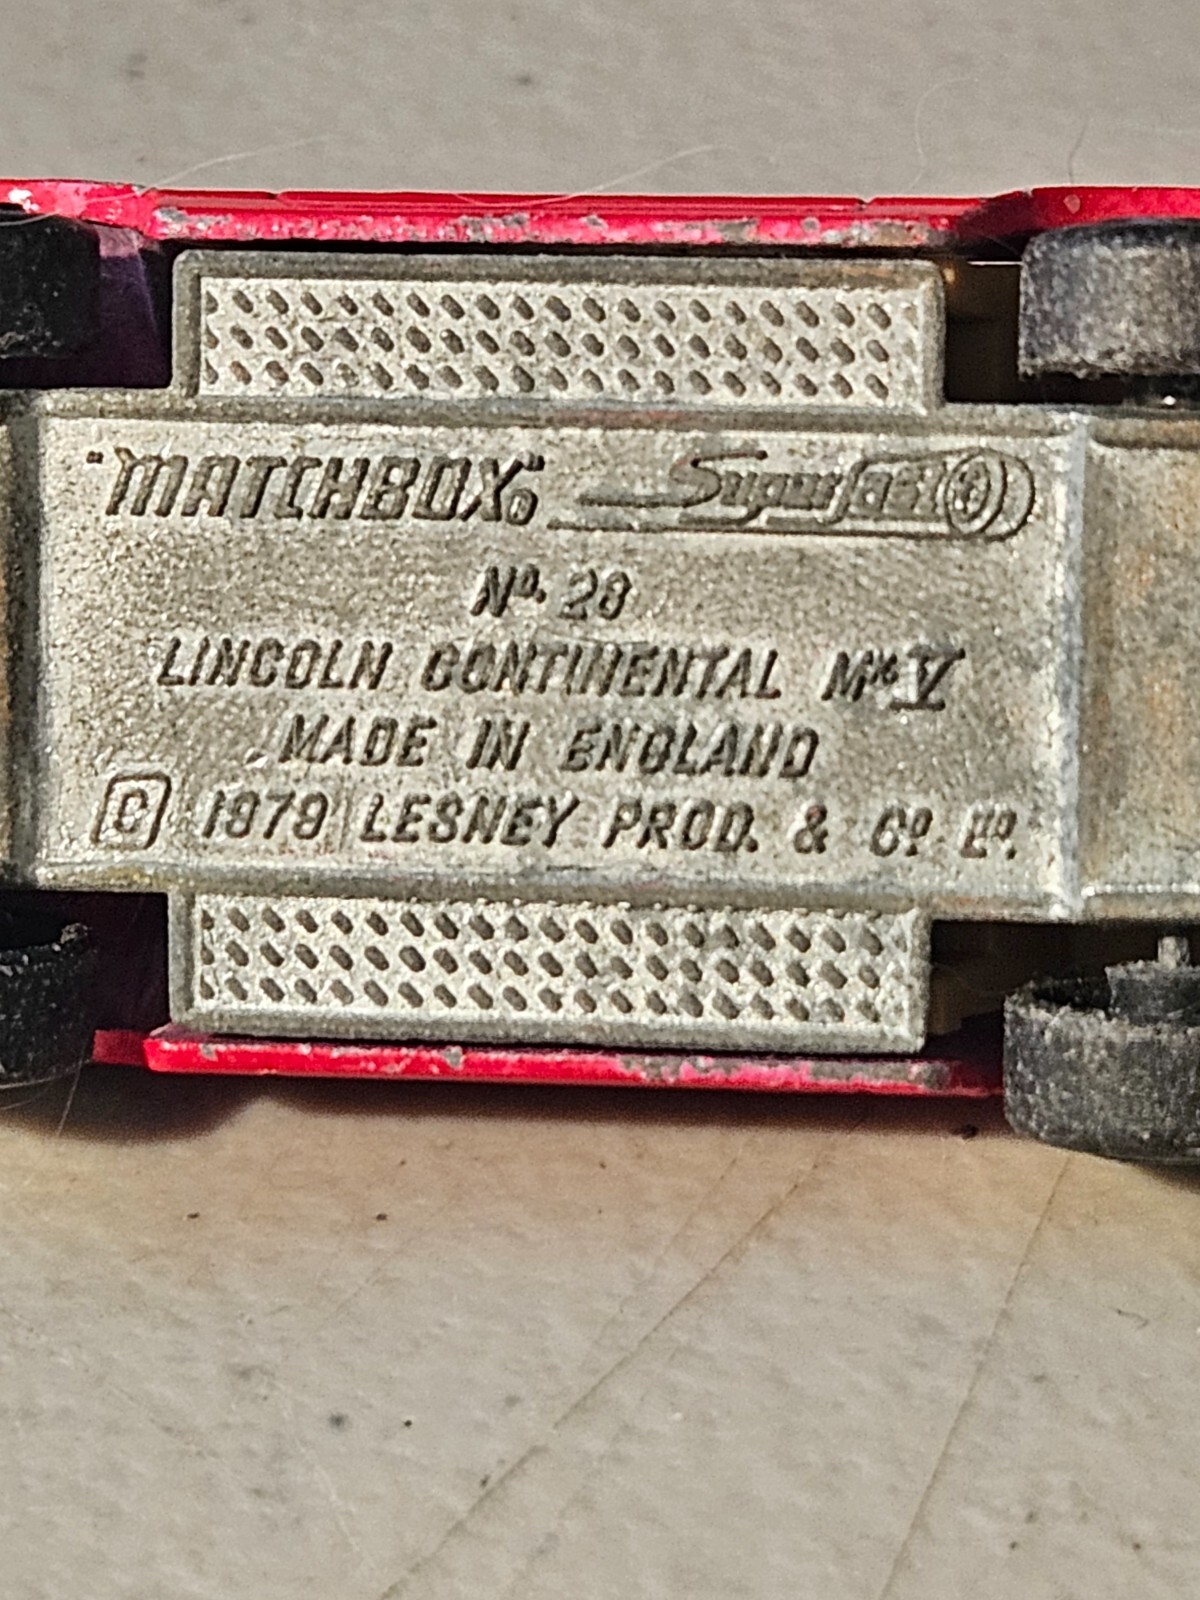 "MATCHBOX"® Superfast
Nº. 28
LINCOLN CONTINENTAL Mk V
MADE IN ENGLAND
© 1979 LESNEY PROD. & Cº. Lᵀᴰ.